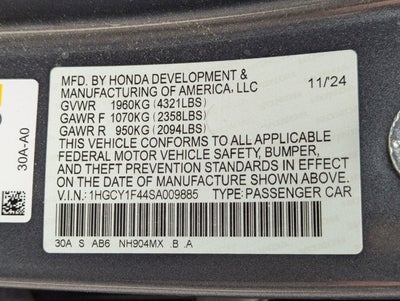 MFD. BY HONDA DEVELOPMENT &
MANUFACTURING OF AMERICA, LLC 11/24
GVWR 1960KG (4321LBS)
GAWR F 1070KG (2358LBS)
GAWR R 950KG (2094LBS)
THIS VEHICLE CONFORMS TO ALL APPLICABLE
FEDERAL MOTOR VEHICLE SAFETY, BUMPER,
AND THEFT PREVENTION STANDARDS IN EFFECT
ON THE DATE OF MANUFACTURE SHOWN ABOVE.
V.I.N.: 1HGCY1F44SA009885 TYPE: PASSENGER CAR
30A S AB6 NH904MX .B .A
30A-A0